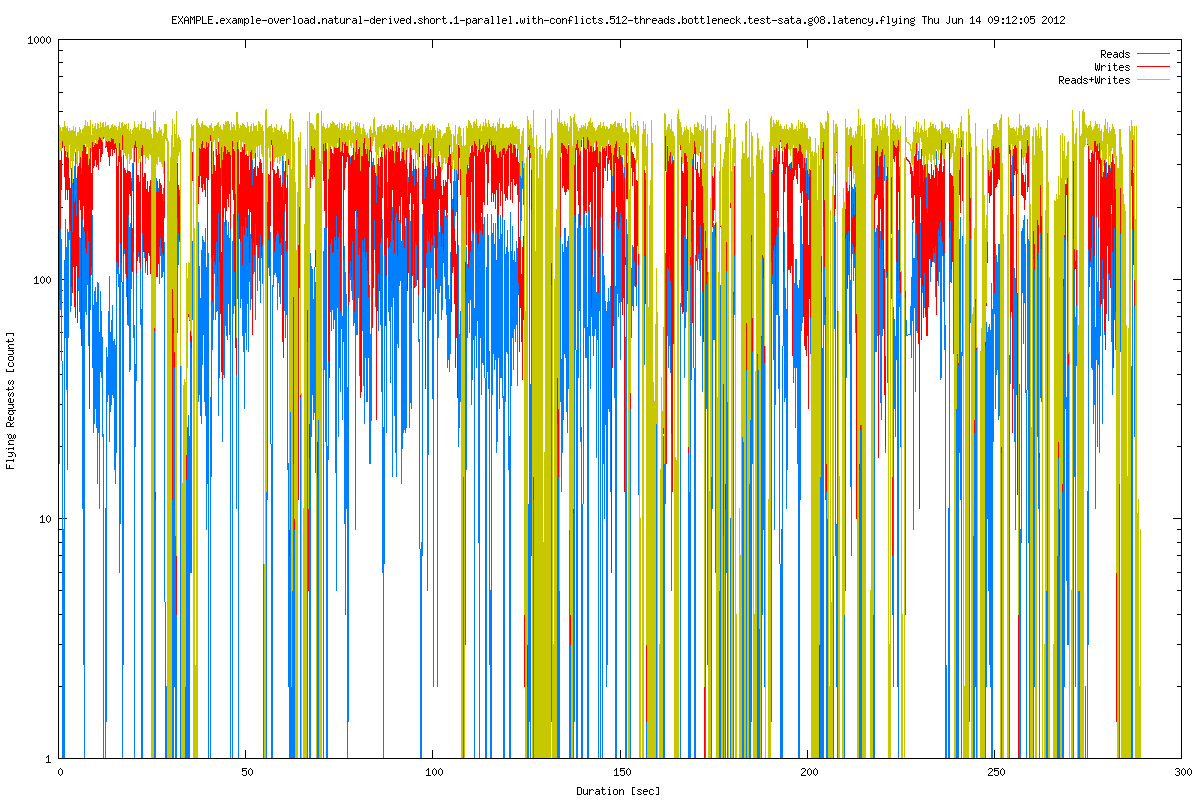 EXAMPLE.example-overload.natural-derived.short.1-parallel.with-conflicts.512-threads.bottleneck.test-sata.g08.latency.flying Thu Jun 14 09:12:05 2012
1000
Reads
Writes
Reads+Writes
100
Flying Requests [count]
10
1
0 50 100 150 200 250 300
Duration [sec]